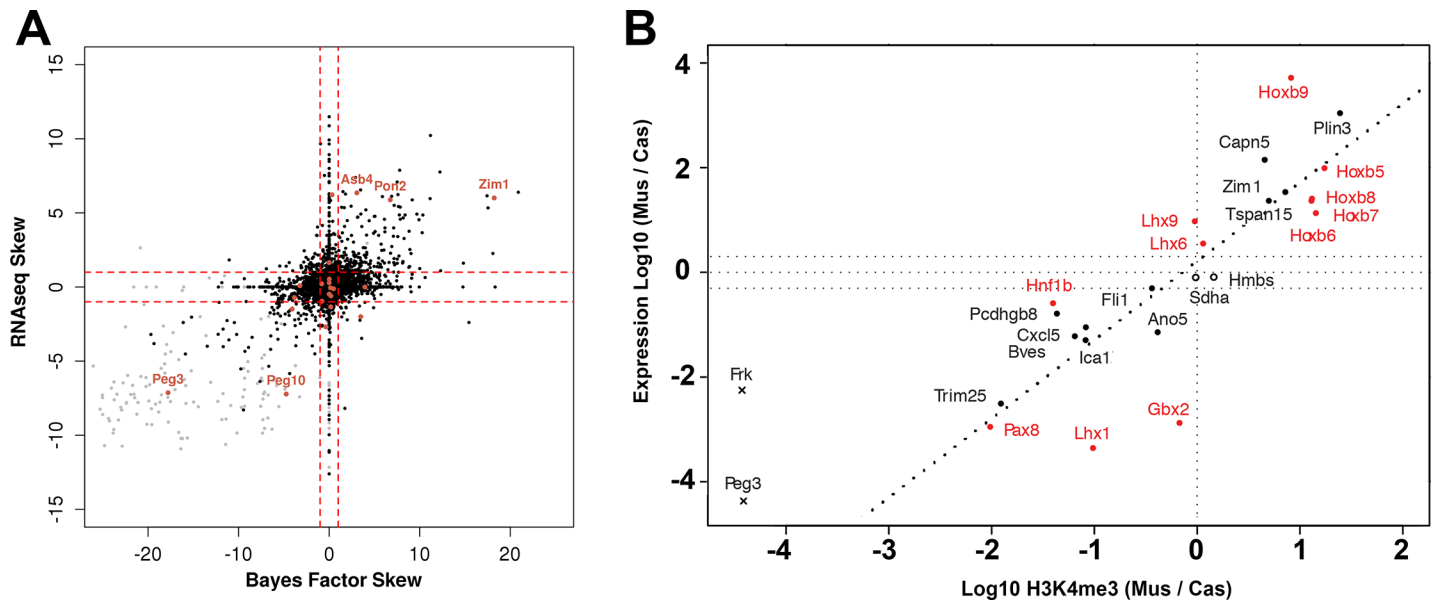 A
15
10
5
0
-5
-10
-15
RNAseq Skew
Asb4
Pon2
Zim1
Peg3
Peg10
-20
-10
0
10
20
Bayes Factor Skew
B
4
2
0
-2
-4
Expression Log10 (Mus / Cas)
Hoxb9
Plin3
Capn5
Hoxb5
Zim1
Hoxb8
Tspan15
Hoxb7
Lhx9
Hoxb6
Lhx6
Hnf1b
Hmbs
Fli1
Sdha
Pcdhgb8
Ano5
Cxcl5
Bves
Ica1
Frk
Trim25
Gbx2
Pax8
Lhx1
Peg3
-4
-3
-2
-1
0
1
2
Log10 H3K4me3 (Mus / Cas)